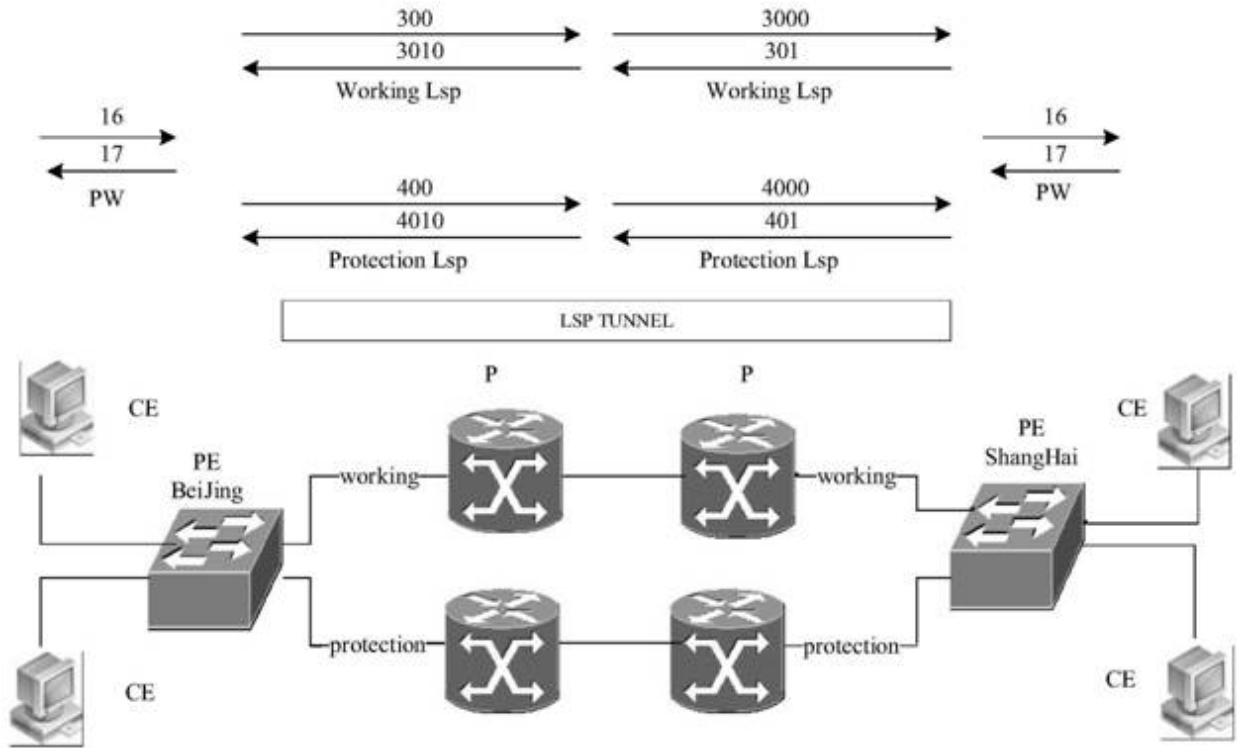 300
3000
3010
301
Working Lsp
Working Lsp
16
16
17
17
PW
PW
400
4000
4010
401
Protection Lsp
Protection Lsp
LSP TUNNEL
P
P
CE
CE
PE
BeiJing
PE
ShangHai
working
working
protection
protection
CE
CE